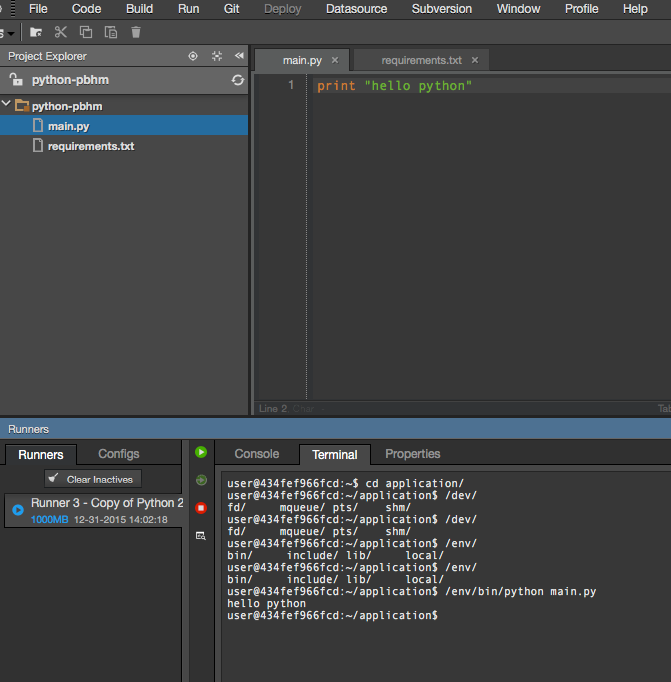 File Code Build Run Git Deploy Datasource Subversion Window Profile Help
Project Explorer
python-pbhm
python-pbhm
main.py
requirements.txt
main.py × requirements.txt ×
1 print "hello python"
Line 2
Runners
Runners Configs
Clear Inactives
Runner 3 - Copy of Python 2
1000MB 12-31-2015 14:02:18
Console Terminal Properties
user@434fef966fcd:~$ cd application/
user@434fef966fcd:~/application$ /dev/
fd/ mqueue/ pts/ shm/
user@434fef966fcd:~/application$ /dev/
fd/ mqueue/ pts/ shm/
user@434fef966fcd:~/application$ /env/
bin/ include/ lib/ local/
user@434fef966fcd:~/application$ /env/
bin/ include/ lib/ local/
user@434fef966fcd:~/application$ /env/bin/python main.py
hello python
user@434fef966fcd:~/application$